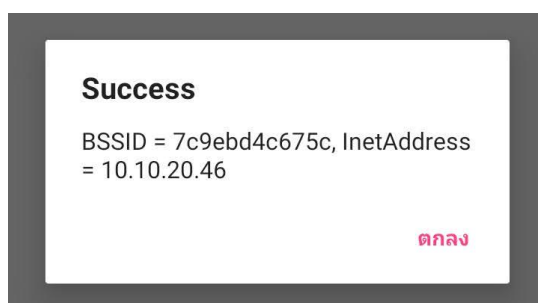 Success
BSSID = 7c9ebd4c675c, InetAddress
= 10.10.20.46
ตกลง